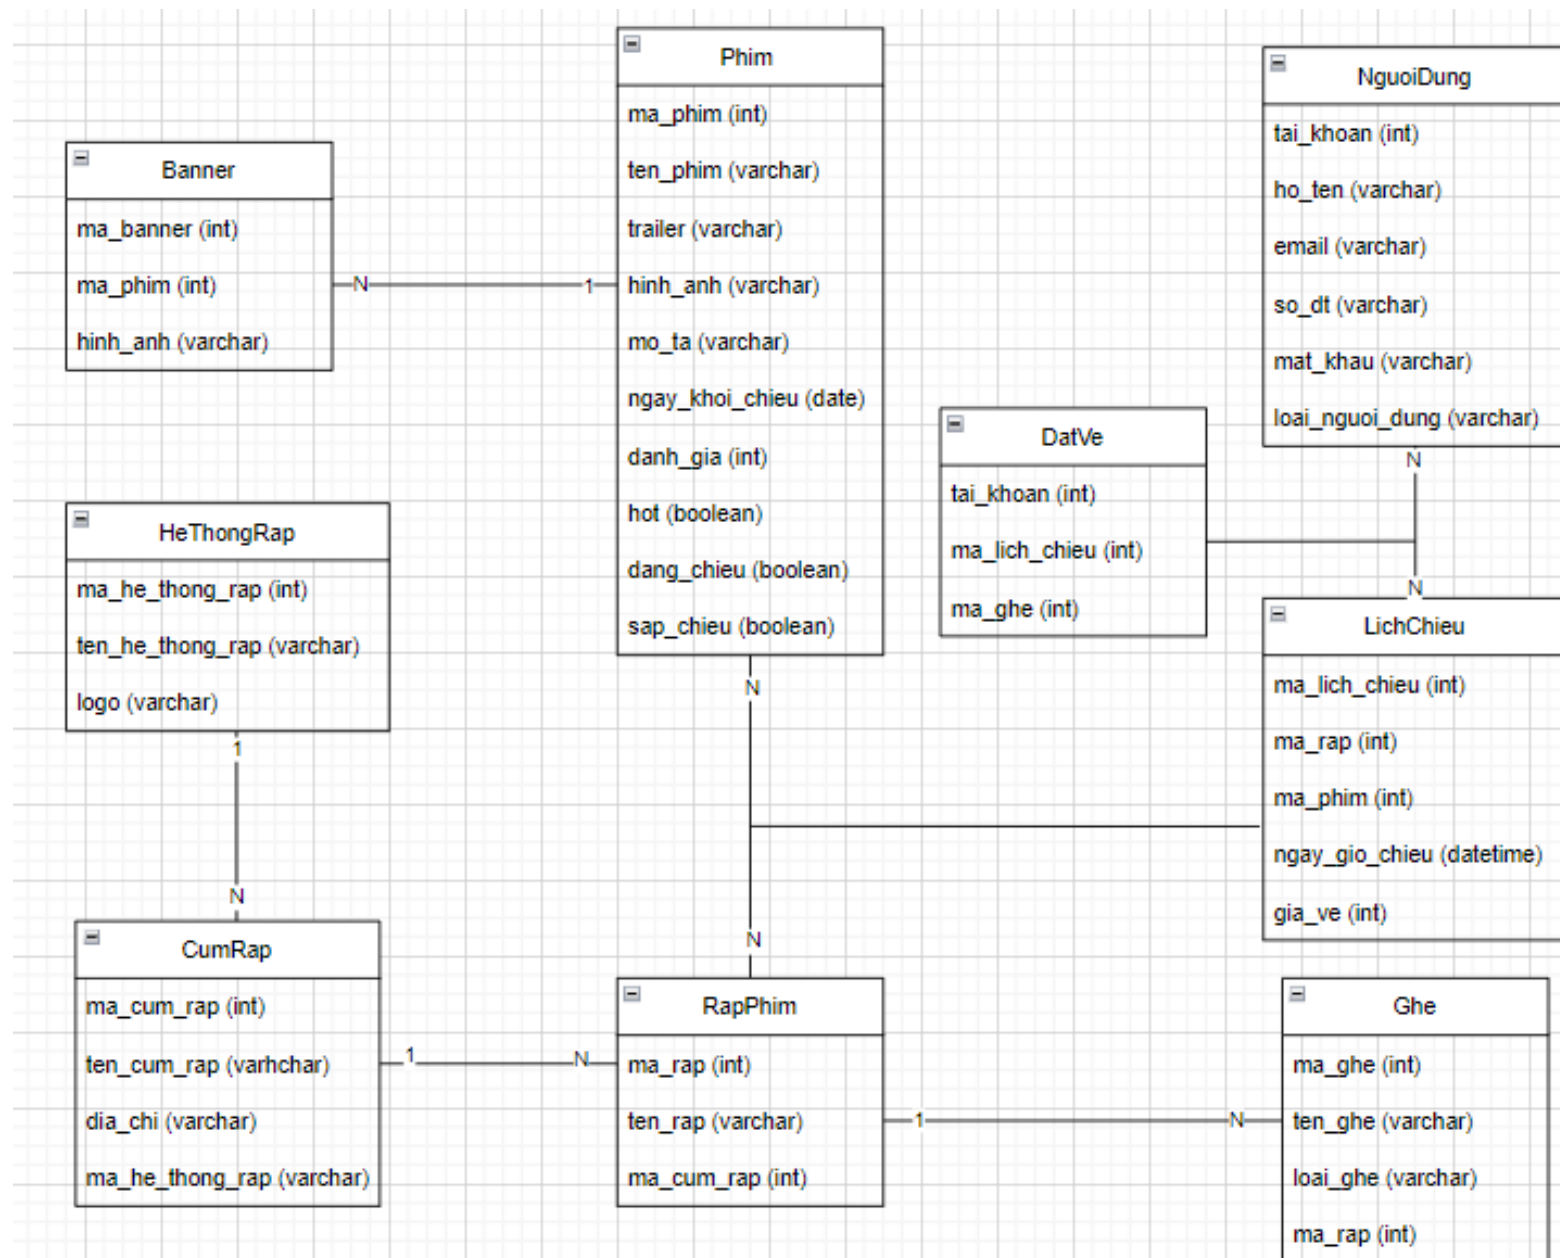 Phim
ma_phim (int)
ten_phim (varchar)
trailer (varchar)
hinh_anh (varchar)
mo_ta (varchar)
ngay_khoi_chieu (date)
danh_gia (int)
hot (boolean)
dang_chieu (boolean)
sap_chieu (boolean)
NguoiDung
tai_khoan (int)
ho_ten (varchar)
email (varchar)
so_dt (varchar)
mat_khau (varchar)
loai_nguoi_dung (varchar)
Banner
ma_banner (int)
ma_phim (int)
hinh_anh (varchar)
N
1
DatVe
tai_khoan (int)
ma_lich_chieu (int)
ma_ghe (int)
N
N
HeThongRap
ma_he_thong_rap (int)
ten_he_thong_rap (varchar)
logo (varchar)
1
N
LichChieu
ma_lich_chieu (int)
ma_rap (int)
ma_phim (int)
ngay_gio_chieu (datetime)
gia_ve (int)
N
N
CumRap
ma_cum_rap (int)
ten_cum_rap (varhchar)
dia_chi (varchar)
ma_he_thong_rap (varchar)
1
N
RapPhim
ma_rap (int)
ten_rap (varchar)
ma_cum_rap (int)
1
N
Ghe
ma_ghe (int)
ten_ghe (varchar)
loai_ghe (varchar)
ma_rap (int)